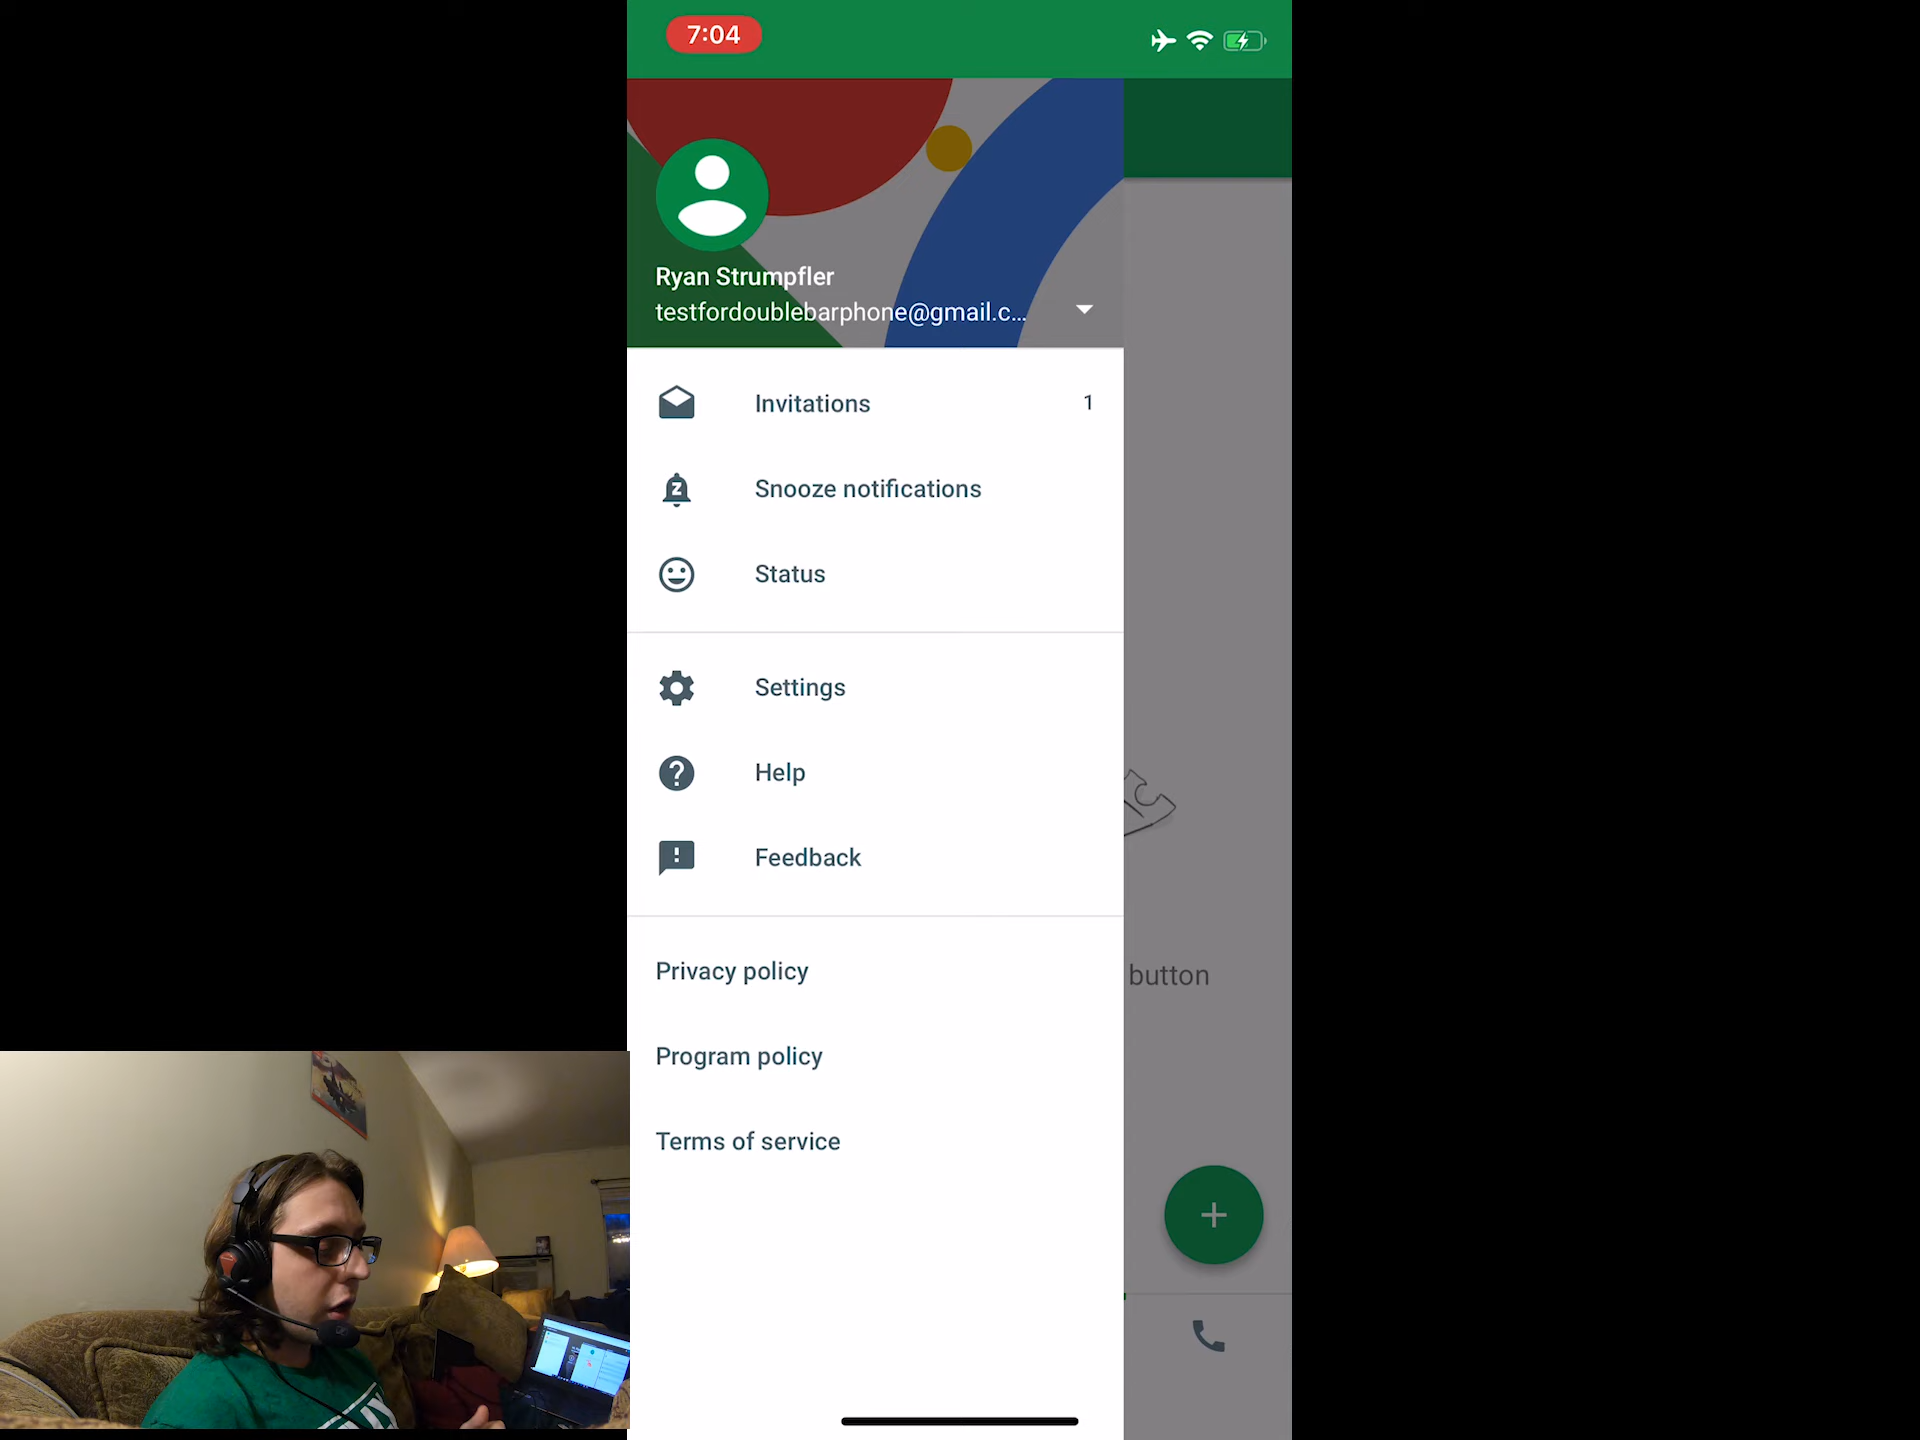 7:04
Ryan Strumpfler
testfordoublebarphone@gmail.c...
Invitations 1
Snooze notifications
Status
Settings
Help
Feedback
button
Privacy policy
Program policy
Terms of service